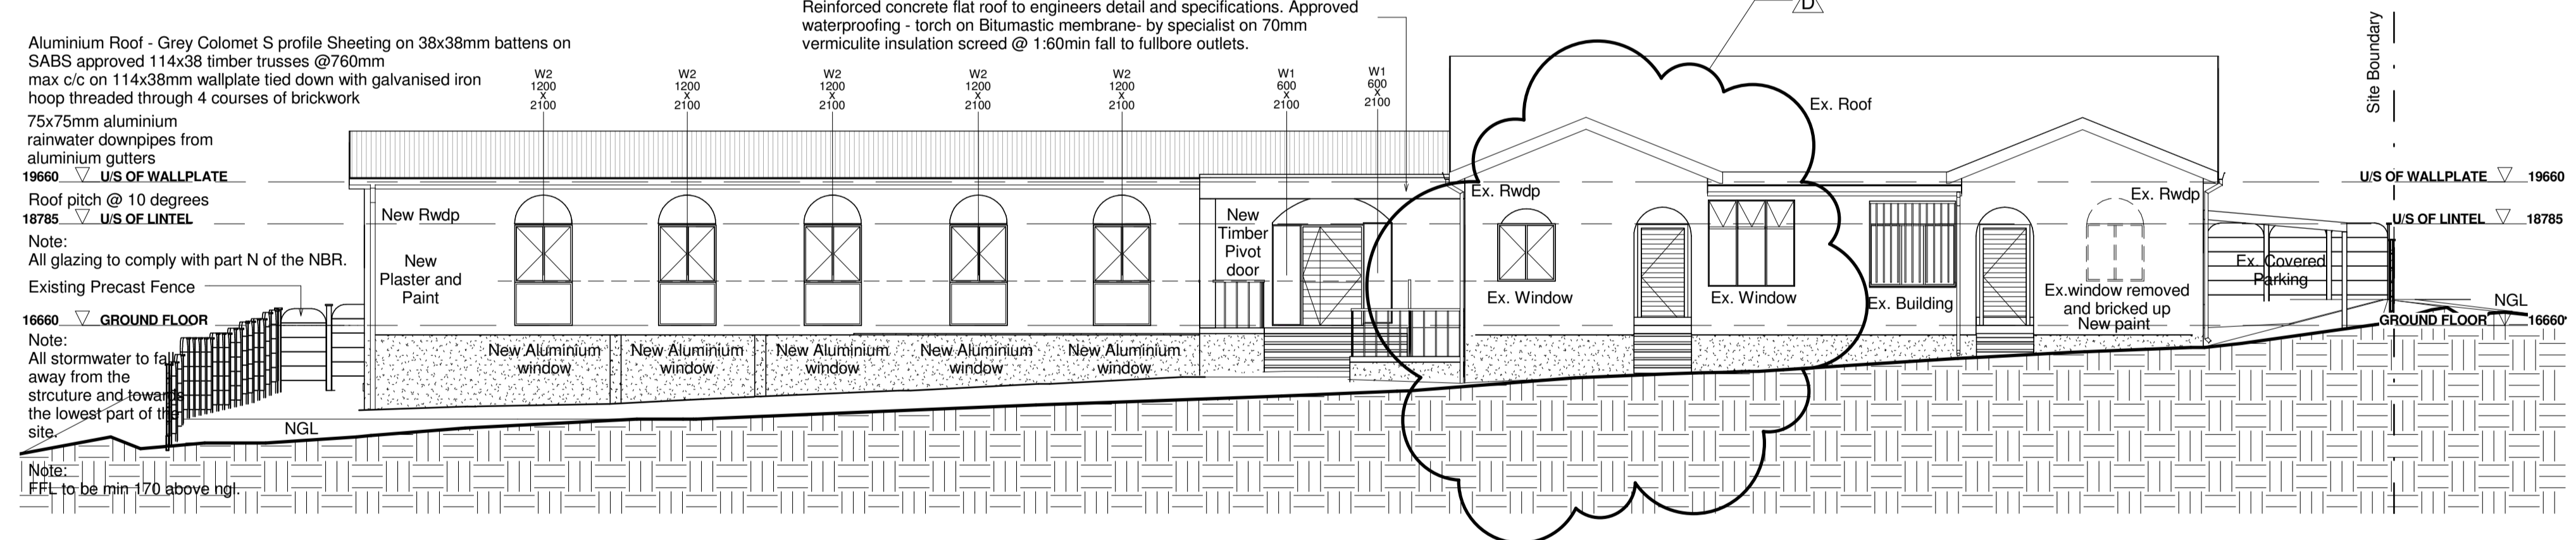 Reinforced concrete flat roof to engineers detail and specifications. Approved
waterproofing - torch on Bitumastic membrane- by specialist on 70mm
vermiculite insulation screed @ 1:60min fall to fullbore outlets.
D
Site Boundary
Aluminium Roof - Grey Colomet S profile Sheeting on 38x38mm battens on
SABS approved 114x38 timber trusses @760mm
max c/c on 114x38mm wallplate tied down with galvanised iron
hoop threaded through 4 courses of brickwork
75x75mm aluminium
rainwater downpipes from
aluminium gutters
19660 U/S OF WALLPLATE
Roof pitch @ 10 degrees
18785 U/S OF LINTEL
Note:
All glazing to comply with part N of the NBR.
Existing Precast Fence
16660 GROUND FLOOR
Note:
All stormwater to fall
away from the
strcuture and towards
the lowest part of the
site.
NGL
Note:
FFL to be min 170 above ngl.
W2
1200
x
2100
W2
1200
x
2100
W2
1200
x
2100
W2
1200
x
2100
W2
1200
x
2100
W1
600
x
2100
W1
600
x
2100
New Rwdp
New
Plaster and
Paint
New Aluminium
window
New Aluminium
window
New Aluminium
window
New Aluminium
window
New Aluminium
window
New
Timber
Pivot
door
Ex. Roof
Ex. Rwdp
Ex. Window
Ex. Window
Ex. Building
Ex. Rwdp
Ex.window removed
and bricked up
New paint
Ex. Covered
Parking
U/S OF WALLPLATE 19660
U/S OF LINTEL 18785
NGL
GROUND FLOOR 16660